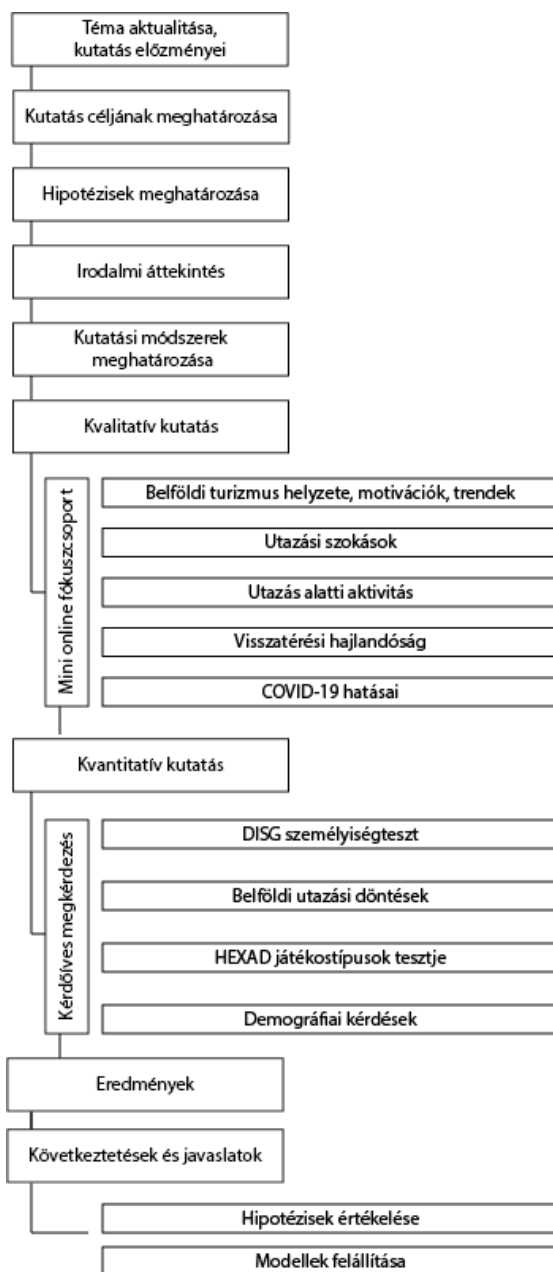 Téma aktualitása,
kutatás előzményei
Kutatás céljának meghatározása
Hipotézisek meghatározása
Irodalmi áttekintés
Kutatási módszerek
meghatározása
Kvalitatív kutatás
Mini online fókuszcsoport
Belföldi turizmus helyzete, motivációk, trendek
Utazási szokások
Utazás alatti aktivitás
Visszatérési hajlandóság
COVID-19 hatásai
Kvantitatív kutatás
Kérdőíves megkérdezés
DISG személyiségteszt
Belföldi utazási döntések
HEXAD játékostípusok tesztje
Demográfiai kérdések
Eredmények
Következtetések és javaslatok
Hipotézisek értékelése
Modellek felállítása